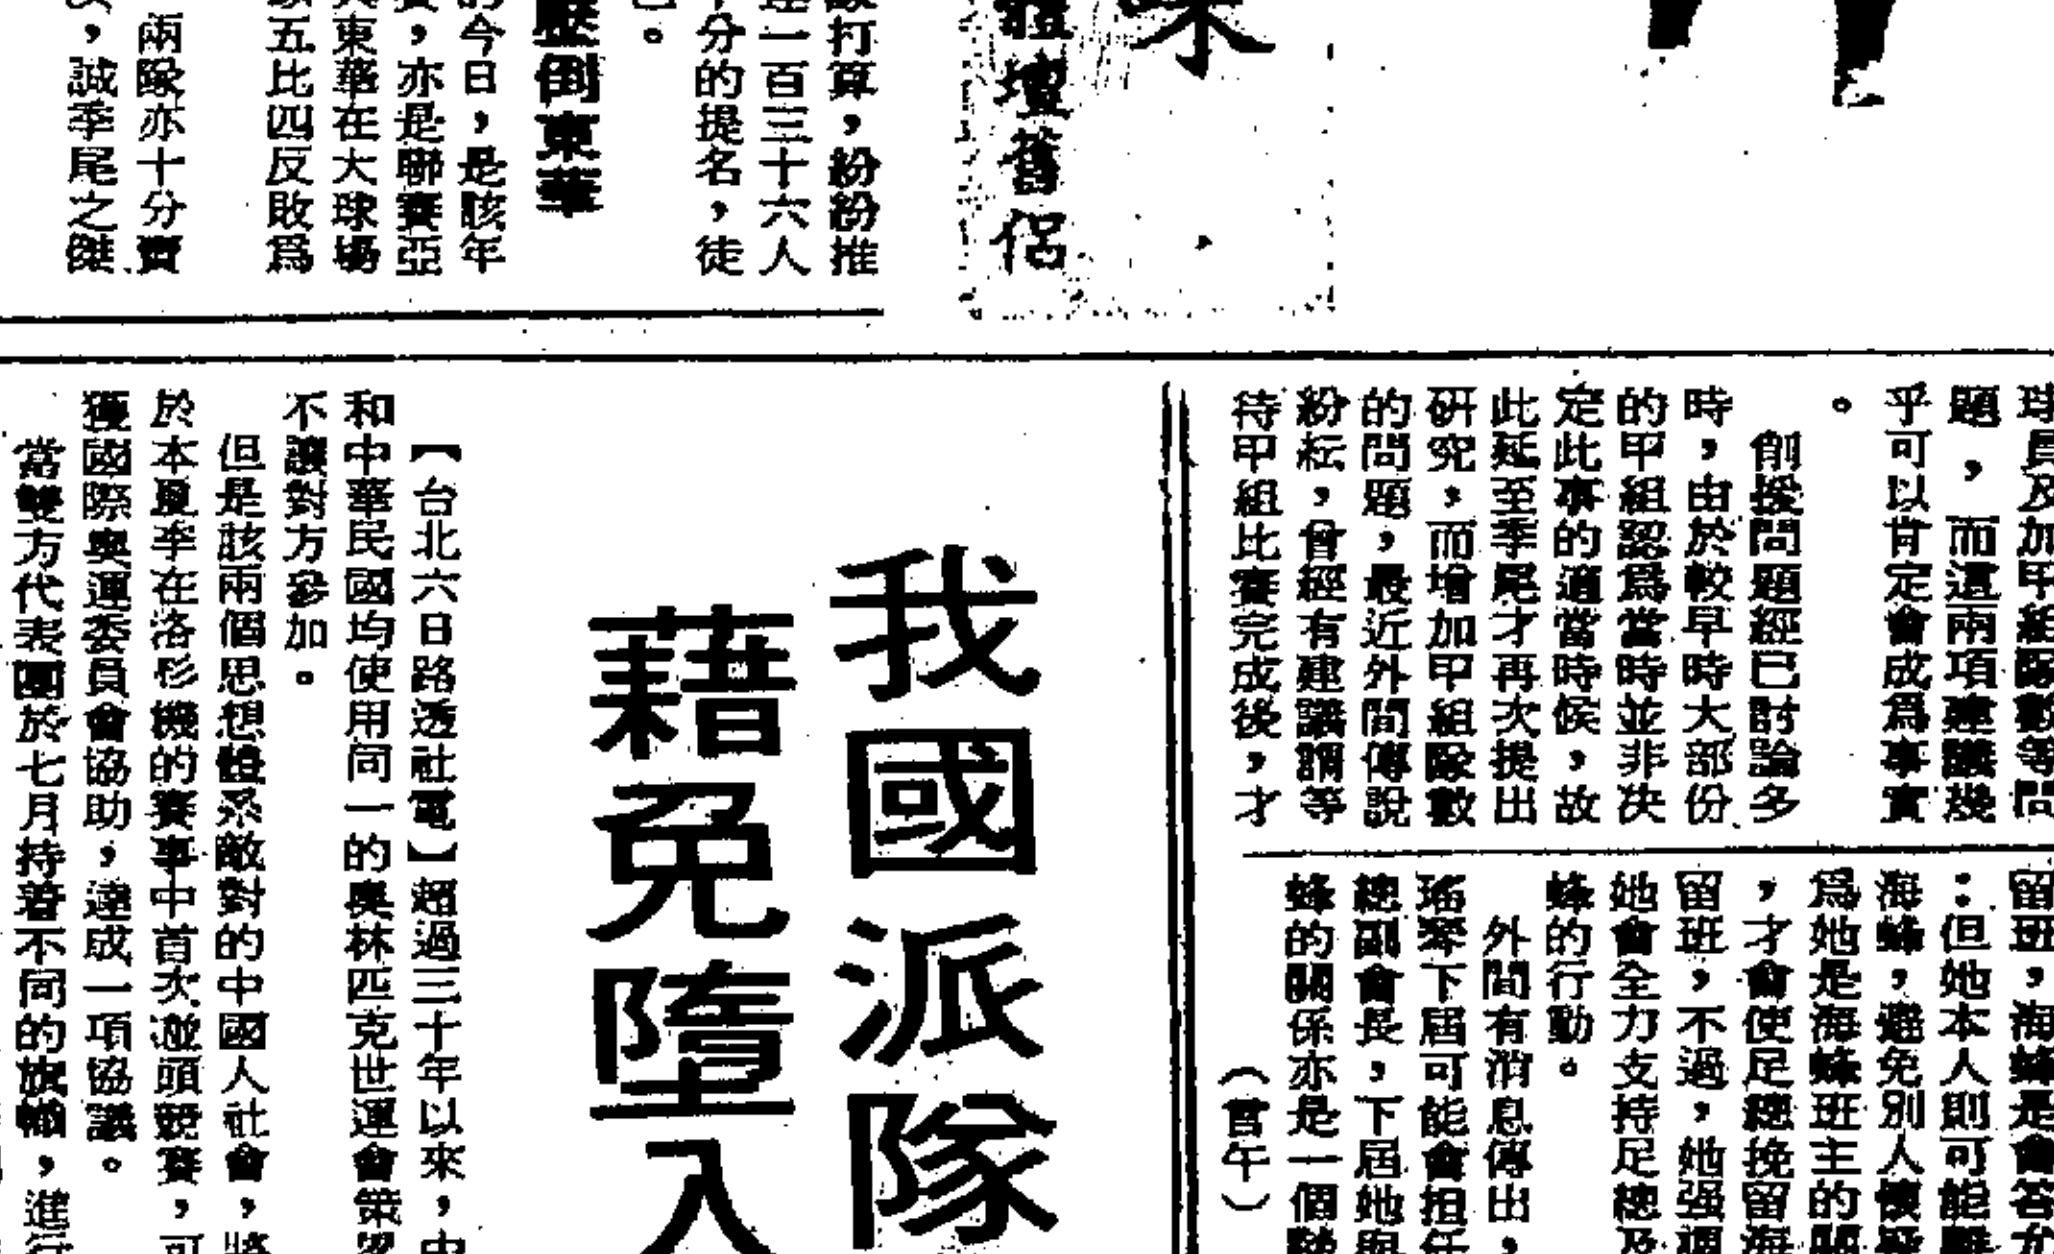 味
體壇舊侶
打算，紛紛推
一百三十六人
十分的提名，徒
。
壓倒東華
的今日，是該年
賽，亦是聯賽亞
東華在大球場
五比四反敗爲
兩隊亦十分賣
，誠季尾之傑
球員及加甲組隊數等問
題，而這兩項建議幾
乎可以肯定會成爲事實
。
削援問題經已討論多
時，由於較早時大部份
的甲組認爲當時並非决
定此事的適當時候，故
此延至季尾才再次提出
研究，而增加甲組隊數
的問題，最近外間傳說
紛紜，曾經有建議謂等
待甲組比賽完成後，才
留班，海蜂是會答允
：但她本人則可能
海蜂，避免別人懷疑
爲她是海蜂班主的關
，才會使足總挽留海
留班，不過，她强調
她會全力支持足總及
蜂的行動。
外間有消息傳出，
瑤琴下屆可能會担任
總副會長，下屆她與
蜂的關係亦是一個
午）
我國派隊
藉免墮入
【台北六日路透社電】超過三十年以來，中
和中華民國均使用同一的奧林匹克世運會策
不讓對方參加。
但是該兩個思想體系敵對的中國人社會，將
於本夏季在洛杉機的賽事中首次遊頭競賽，可
獲國際奧運委員會協助，達成一項協議。
當雙方代表團於七月持着不同的旗幟，進行